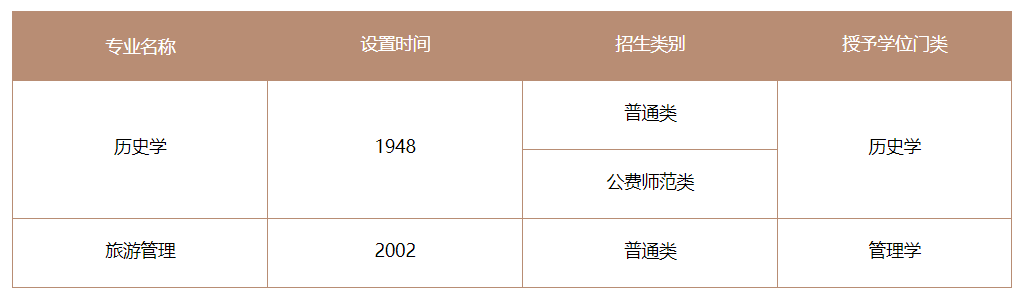 专业名称 设置时间 招生类别 授予学位门类
历史学 1948 普通类 历史学
公费师范类
旅游管理 2002 普通类 管理学